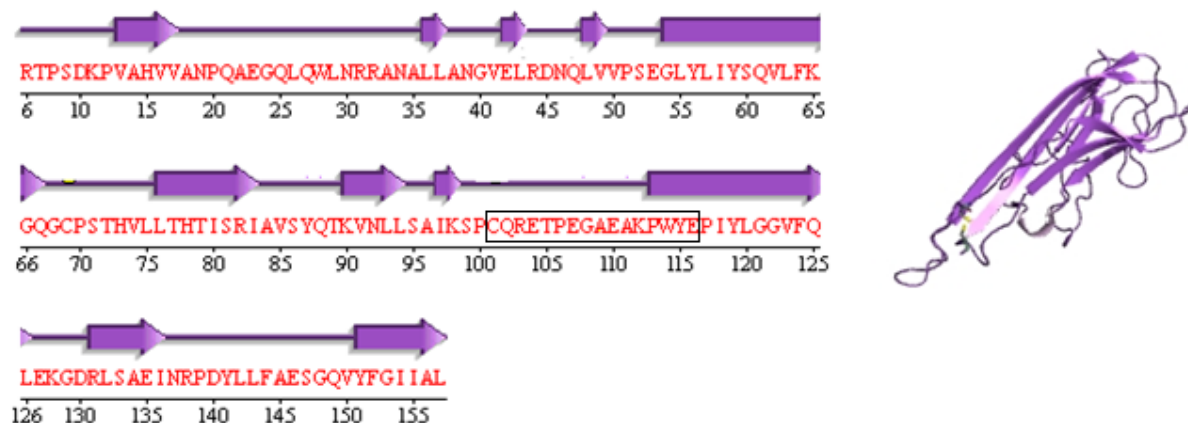 RTPSDKPVAHVVANPQAEGQLQWLNRRANALLANGVELRDNQLVVPSEGLYLIYSQVLFK
6 10 15 20 25 30 35 40 45 50 55 60 65
GQGCPSTHVLLTHTISRIAVSYQTKVNLLSAIKSPCQRETPEGAEAKPWYEPIYLGGVFQ
66 70 75 80 85 90 95 100 105 110 115 120 125
LEKGDRLSAEINRPDYLLFAESGQVYFGIIAL
126 130 135 140 145 150 155